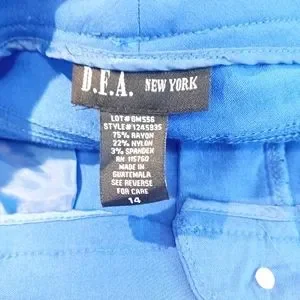 D.F.A. NEW YORK
LOT#GM556
STYLE#1245935
75% RAYON
22% NYLON
3% SPANDEX
RN 115760
MADE IN
GUATEMALA
SEE REVERSE
FOR CARE
14